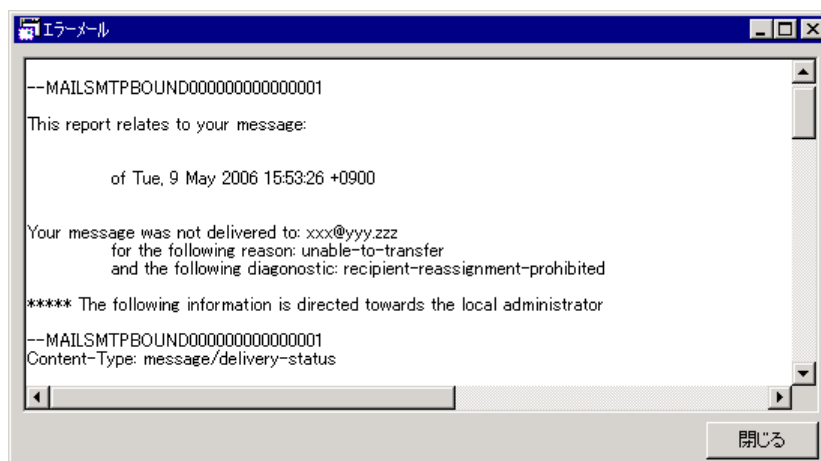 エラーメール
--MAILSMTPBOUND000000000000001
This report relates to your message:
of Tue, 9 May 2006 15:53:26 +0900
Your message was not delivered to: xxx@yyy.zzz
for the following reason: unable-to-transfer
and the following diagonostic: recipient-reassignment-prohibited
***** The following information is directed towards the local administrator
--MAILSMTPBOUND000000000000001
Content-Type: message/delivery-status
閉じる